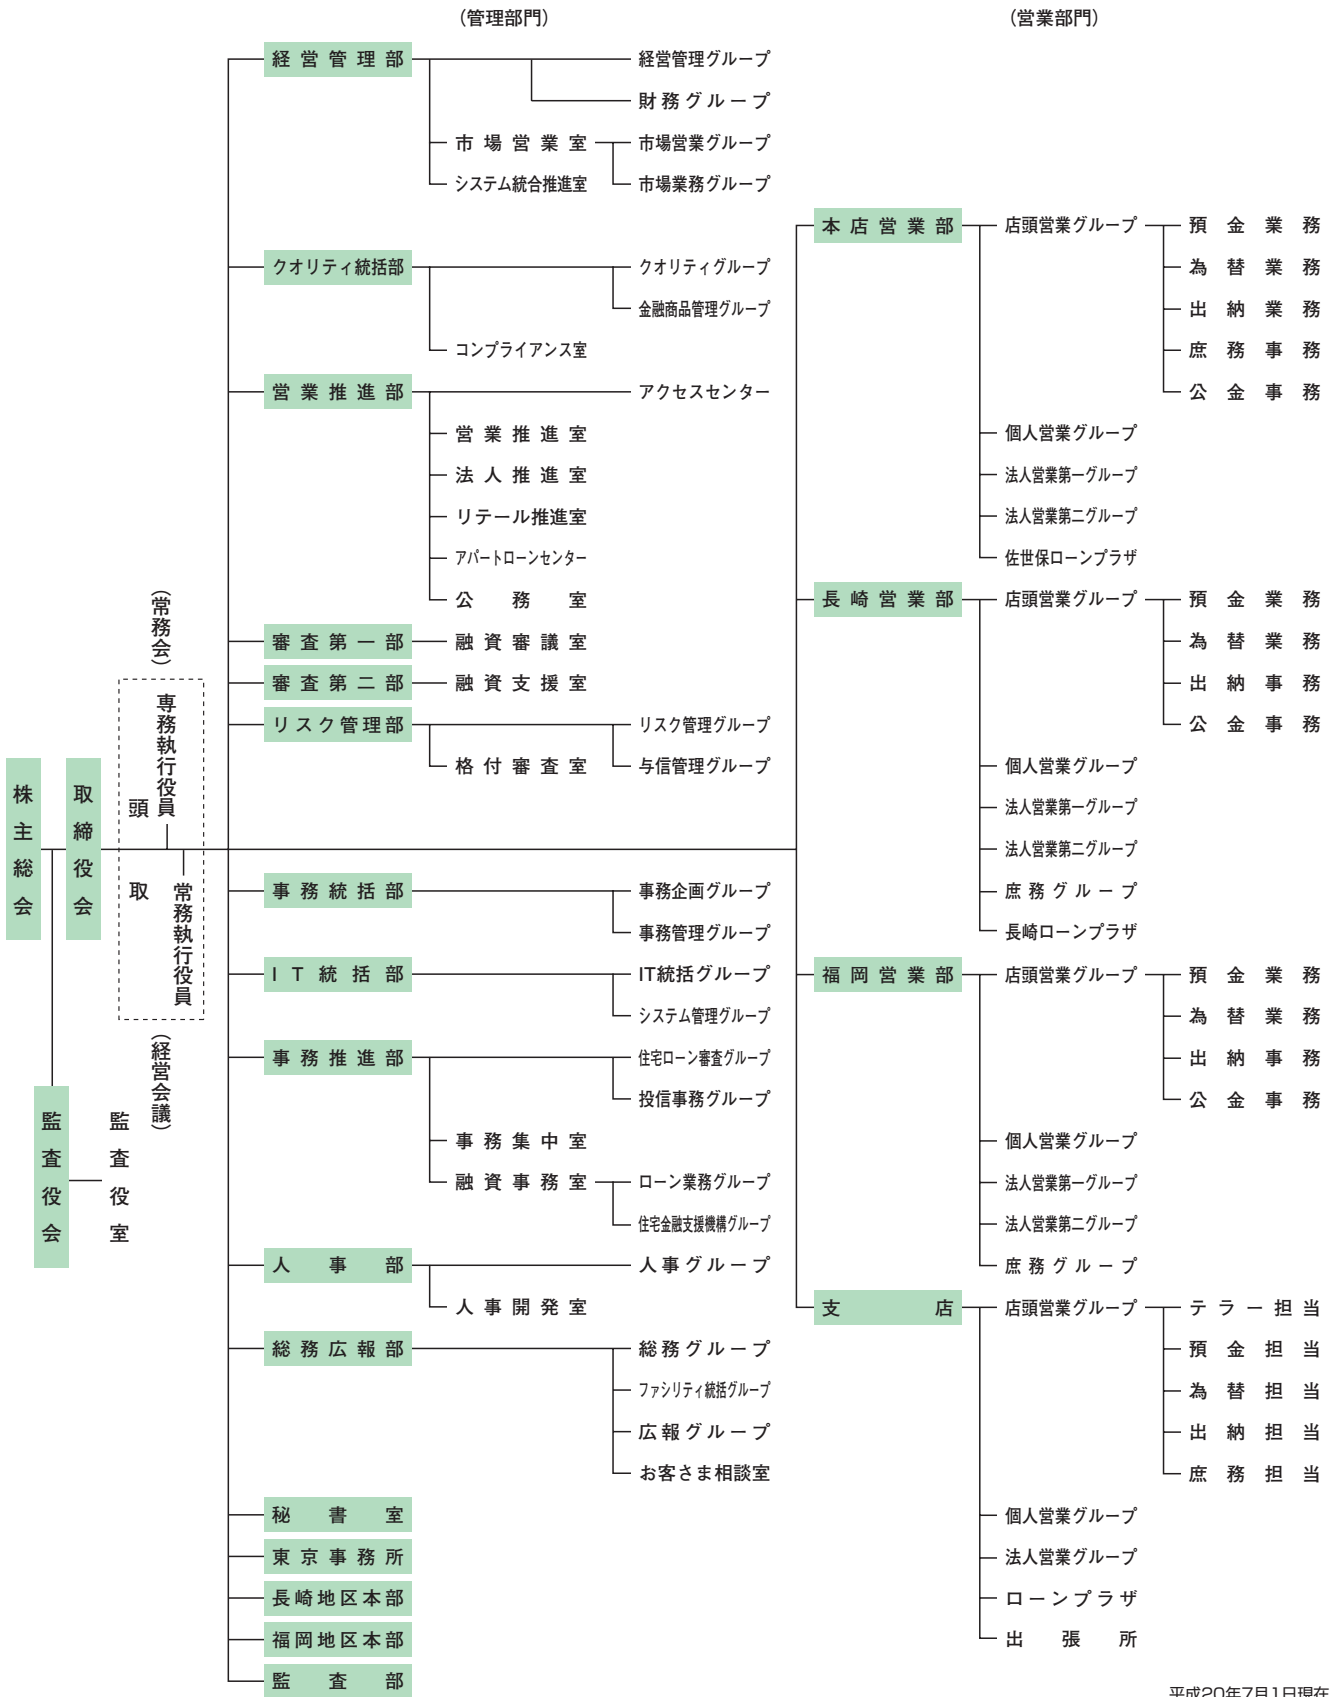 (管理部門)
(営業部門)
株主総会
取締役会
監査役会
監査役室
(常務会)
専務執行役員
頭取
常務執行役員
(経営会議)
経営管理部
経営管理グループ
財務グループ
市場営業室
市場営業グループ
システム統合推進室
市場業務グループ
クオリティ統括部
クオリティグループ
金融商品管理グループ
コンプライアンス室
営業推進部
アクセスセンター
営業推進室
法人推進室
リテール推進室
アパートローンセンター
公務室
審査第一部
融資審議室
審査第二部
融資支援室
リスク管理部
リスク管理グループ
格付審査室
与信管理グループ
事務統括部
事務企画グループ
事務管理グループ
IT統括部
IT統括グループ
システム管理グループ
事務推進部
住宅ローン審査グループ
投信事務グループ
事務集中室
融資事務室
ローン業務グループ
住宅金融支援機構グループ
人事部
人事グループ
人事開発室
総務広報部
総務グループ
ファシリティ統括グループ
広報グループ
お客さま相談室
秘書室
東京事務所
長崎地区本部
福岡地区本部
監査部
本店営業部
店頭営業グループ
預金業務
為替業務
出納業務
庶務事務
公金事務
個人営業グループ
法人営業第一グループ
法人営業第二グループ
佐世保ローンプラザ
長崎営業部
店頭営業グループ
預金業務
為替業務
出納事務
公金事務
個人営業グループ
法人営業第一グループ
法人営業第二グループ
庶務グループ
長崎ローンプラザ
福岡営業部
店頭営業グループ
預金業務
為替業務
出納事務
公金事務
個人営業グループ
法人営業第一グループ
法人営業第二グループ
庶務グループ
支店
店頭営業グループ
テラー担当
預金担当
為替担当
出納担当
庶務担当
個人営業グループ
法人営業グループ
ローンプラザ
出張所
平成20年7月1日現在